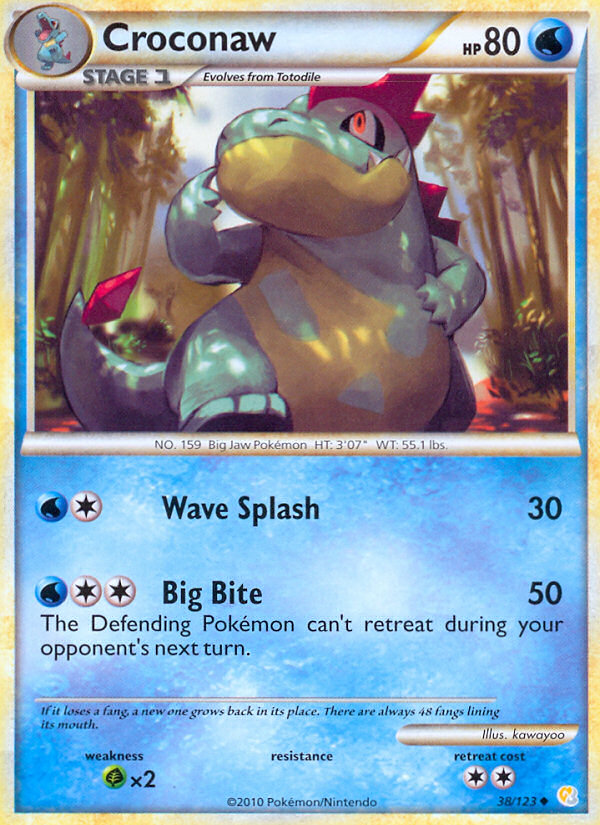 Croconaw
HP 80
STAGE 1
Evolves from Totodile
NO. 159 Big Jaw Pokémon HT: 3'07" WT: 55.1 lbs.
Wave Splash 30
Big Bite 50
The Defending Pokémon can't retreat during your
opponent's next turn.
If it loses a fang, a new one grows back in its place. There are always 48 fangs lining
its mouth.
Illus. kawayoo
weakness resistance retreat cost
×2
©2010 Pokémon/Nintendo
38/123